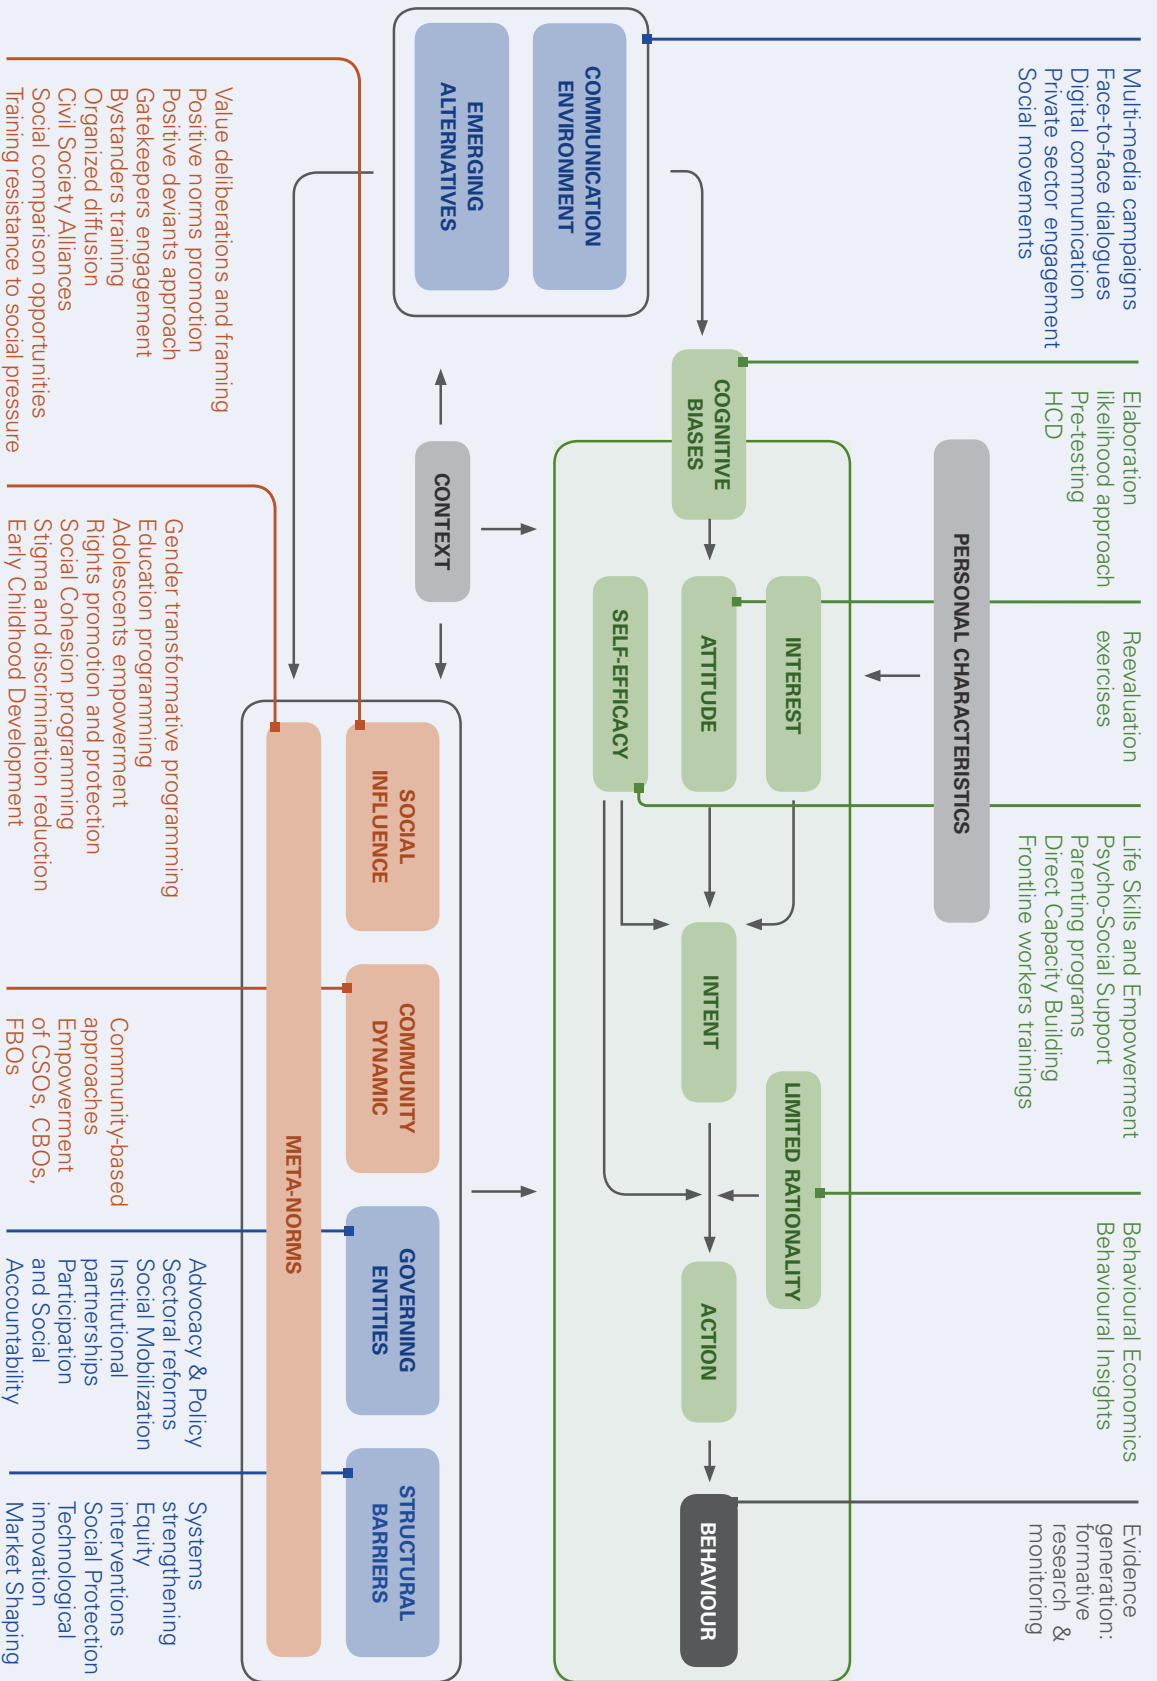 Multi-media campaigns
Face-to-face dialogues
Digital communication
Private sector engagement
Social movements
Elaboration
likelihood approach
Pre-testing
HCD
Reevaluation
exercises
Life Skills and Empowerment
Psycho-Social Support
Parenting programs
Direct Capacity Building
Frontline workers trainings
Behavioural Economics
Behavioural Insights
Evidence
generation:
formative
research &
monitoring
PERSONAL CHARACTERISTICS
COGNITIVE
BIASES
INTEREST
ATTITUDE
SELF-EFFICACY
INTENT
LIMITED RATIONALITY
ACTION
BEHAVIOUR
COMMUNICATION
ENVIRONMENT
EMERGING
ALTERNATIVES
CONTEXT
SOCIAL
INFLUENCE
COMMUNITY
DYNAMIC
GOVERNING
ENTITIES
STRUCTURAL
BARRIERS
META-NORMS
Value deliberations and framing
Positive norms promotion
Positive deviants approach
Gatekeepers engagement
Bystanders training
Organized diffusion
Civil Society Alliances
Social comparison opportunities
Training resistance to social pressure
Gender transformative programming
Education programming
Adolescents empowerment
Rights promotion and protection
Social Cohesion programming
Stigma and discrimination reduction
Early Childhood Development
Community-based
approaches
Empowerment
of CSOs, CBOs,
FBOs
Advocacy & Policy
Sectoral reforms
Social Mobilization
Institutional
partnerships
Participation
and Social
Accountability
Systems
strengthening
Equity
interventions
Social Protection
Technological
innovation
Market Shaping